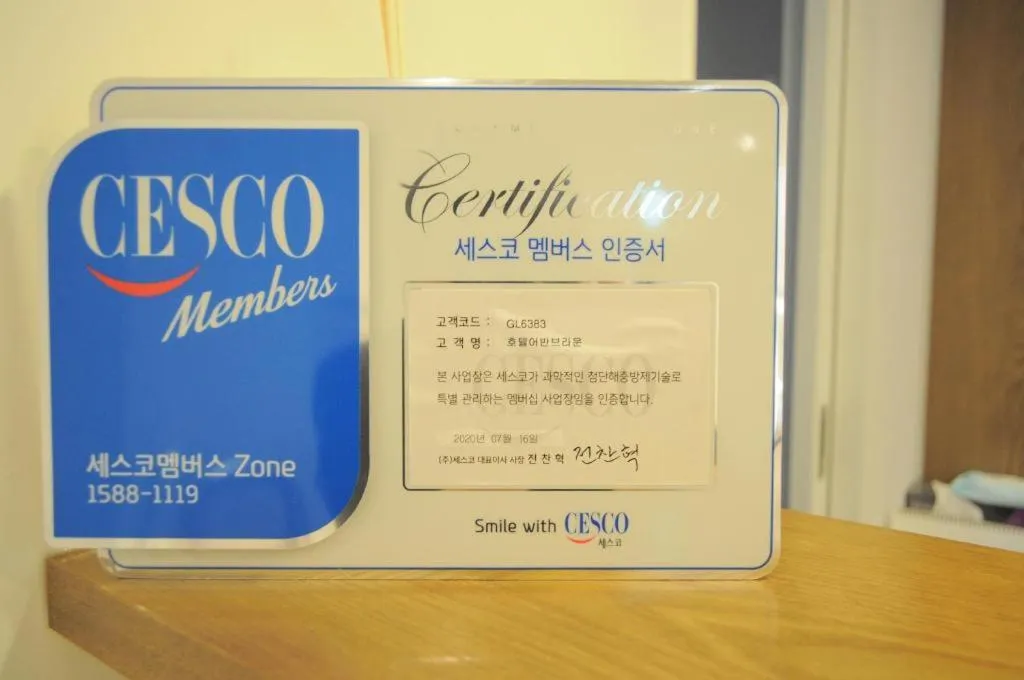 CESCO
Members
세스코멤버스 Zone
1588-1119
Certification
세스코 멤버스 인증서
고객코드 : GL6383
고 객 명 : 호텔어반브라운
본 사업장은 세스코가 과학적인 첨단해충방제기술로
특별 관리하는 멤버십 사업장임을 인증합니다.
2020년 07월 16일
(주)세스코 대표이사 사장 전 찬 혁 전찬혁
Smile with CESCO
세스코